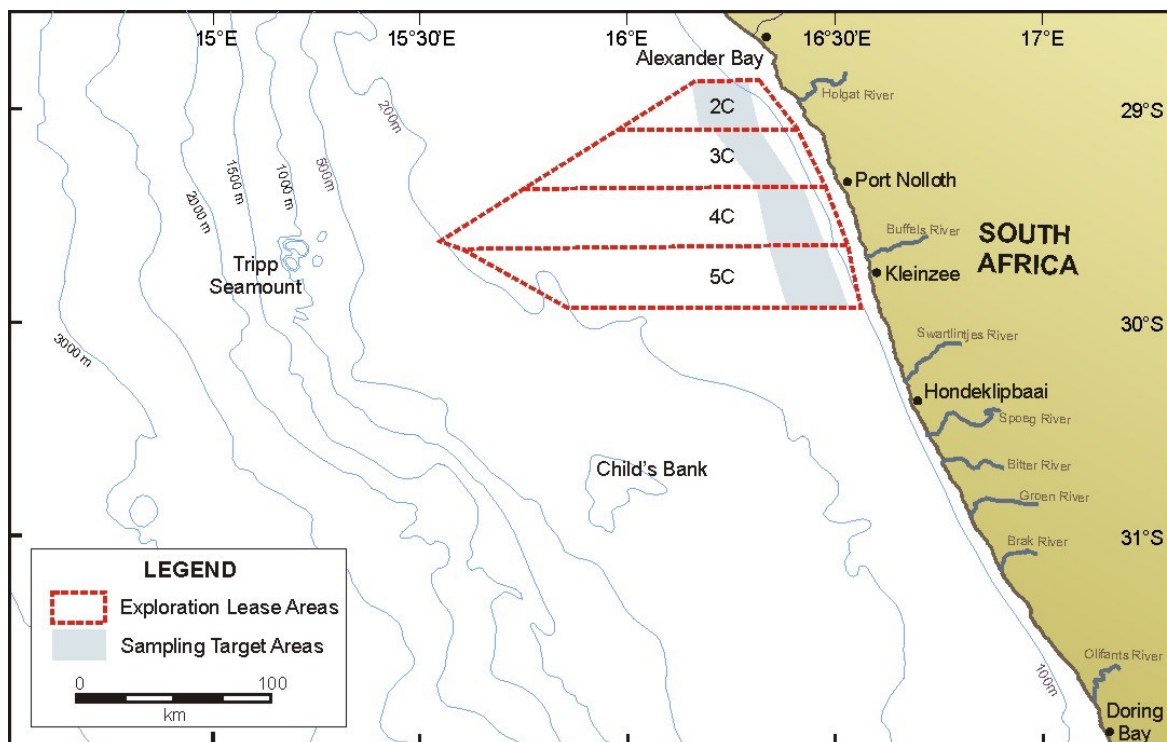 15°E
15°30'E
16°E
16°30'E
17°E
Alexander Bay
Holgat River
29°S
2C
3C
4C
5C
200m
500m
1000 m
1500 m
2000 m
3000 m
Port Nolloth
Buffels River
SOUTH
AFRICA
Kleinzee
Tripp
Seamount
30°S
Swartlintjes River
Hondeklipbaai
Spoeg River
Child's Bank
Bitter River
Groen River
31°S
Brak River
LEGEND
Exploration Lease Areas
Sampling Target Areas
0
100
km
Olifants River
100m
Doring
Bay